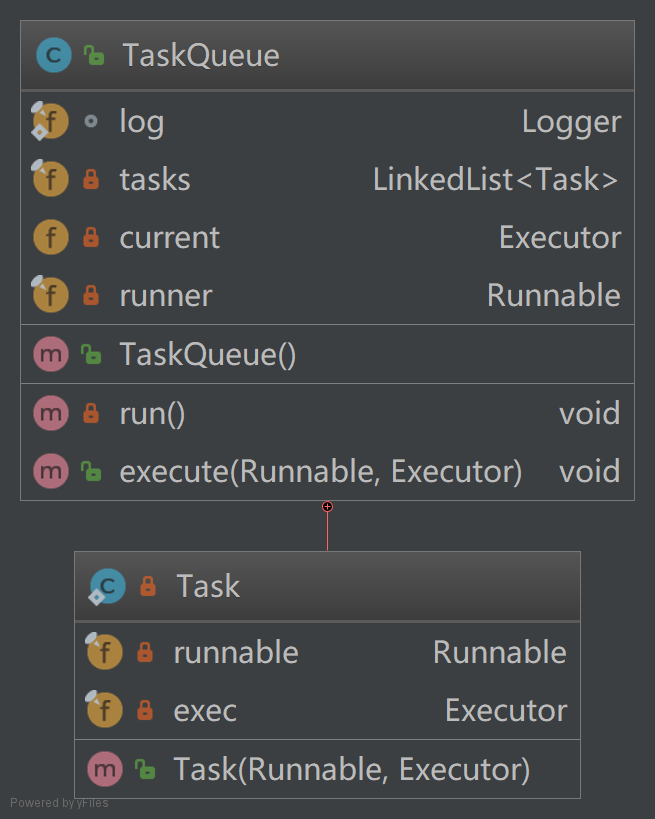 C TaskQueue
f log Logger
f tasks LinkedList<Task>
f current Executor
f runner Runnable
m TaskQueue()
m run() void
m execute(Runnable, Executor) void
C Task
f runnable Runnable
f exec Executor
m Task(Runnable, Executor)
Powered by yFiles